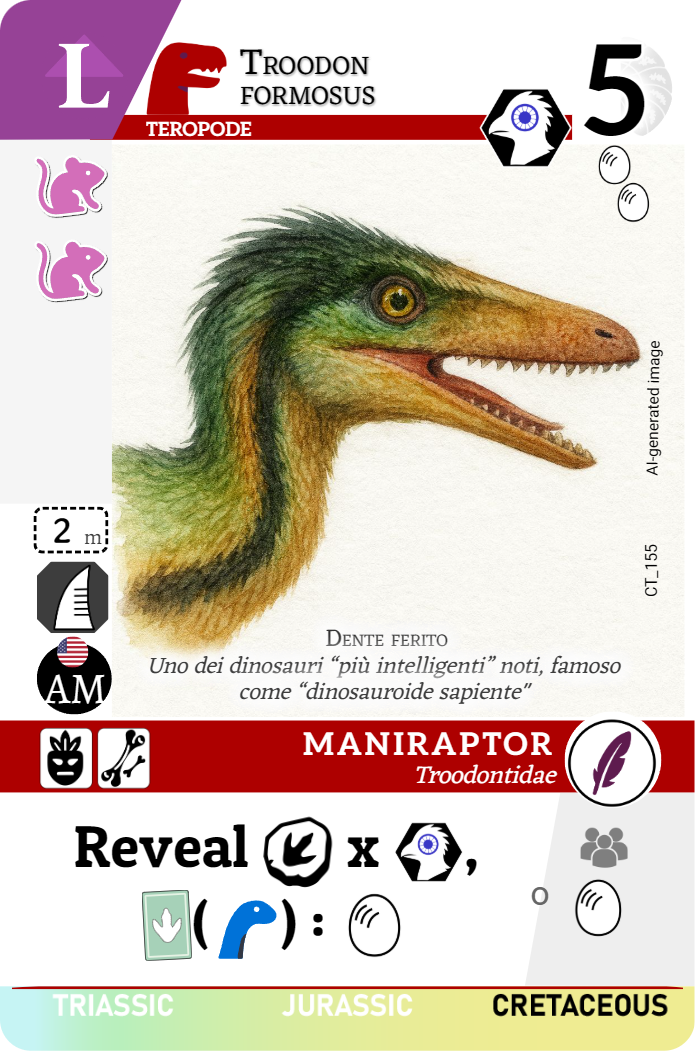 L
TROODON
FORMOSUS
5
TEROPODE
AI-generated image
2 m
CT_155
AM
DENTE FERITO
Uno dei dinosauri “più intelligenti” noti, famoso
come “dinosauroide sapiente”
MANIRAPTOR
Troodontidae
Reveal x ,
( ) :
o
TRIASSIC JURASSIC CRETACEOUS